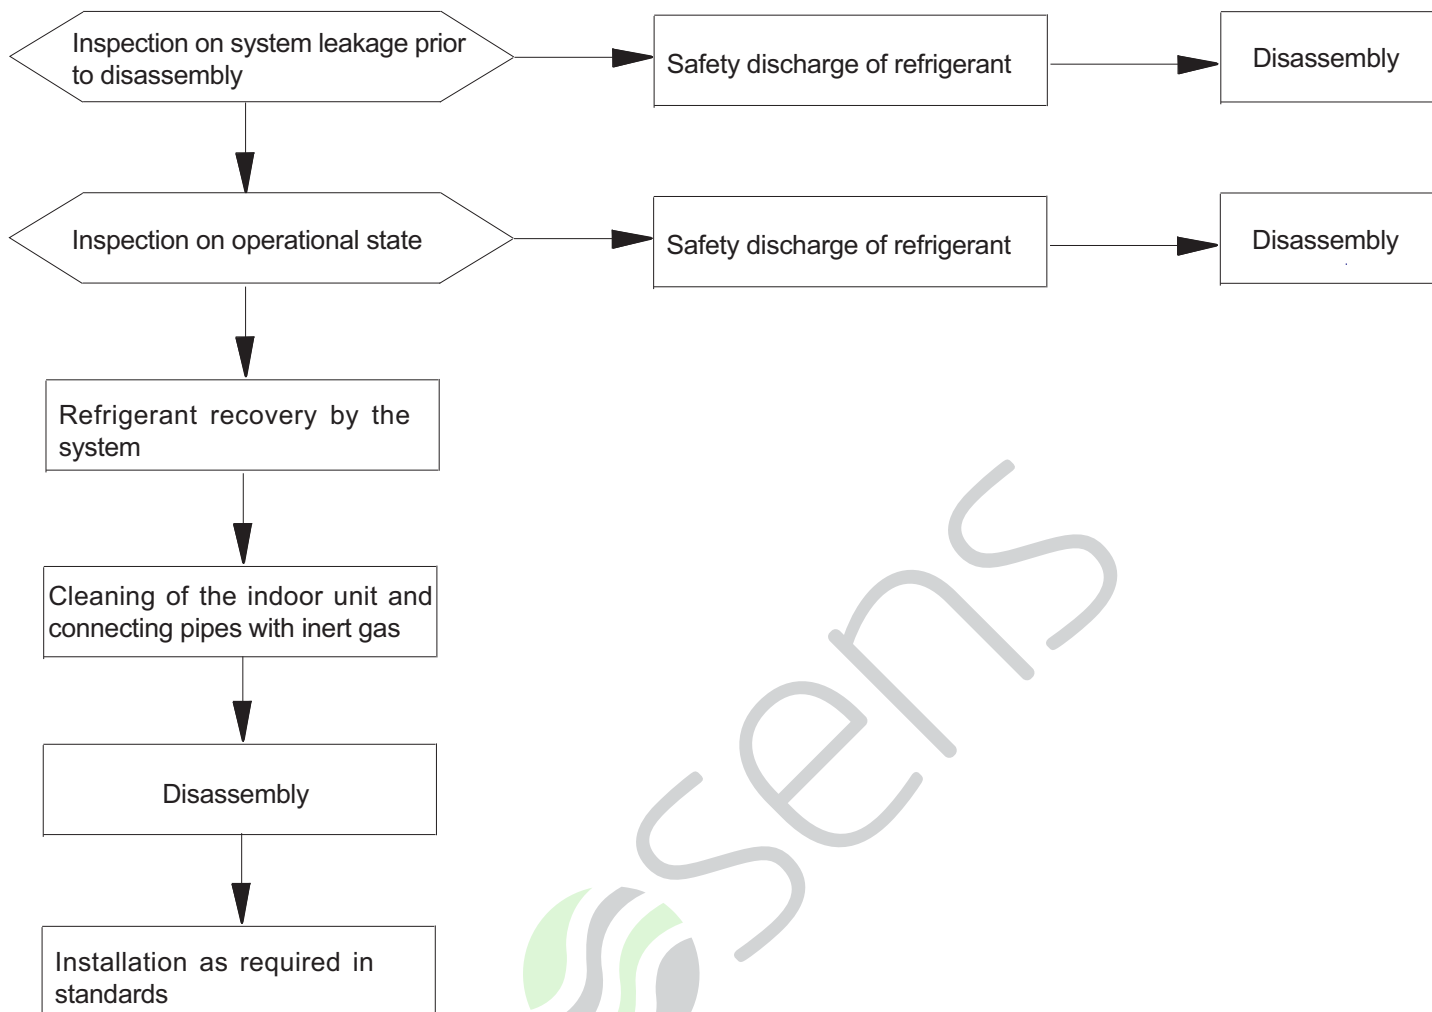 Inspection on system leakage prior
to disassembly
Safety discharge of refrigerant
Disassembly
Inspection on operational state
Safety discharge of refrigerant
Disassembly
Refrigerant recovery by the
system
Cleaning of the indoor unit and
connecting pipes with inert gas
Disassembly
Installation as required in
standards
sens